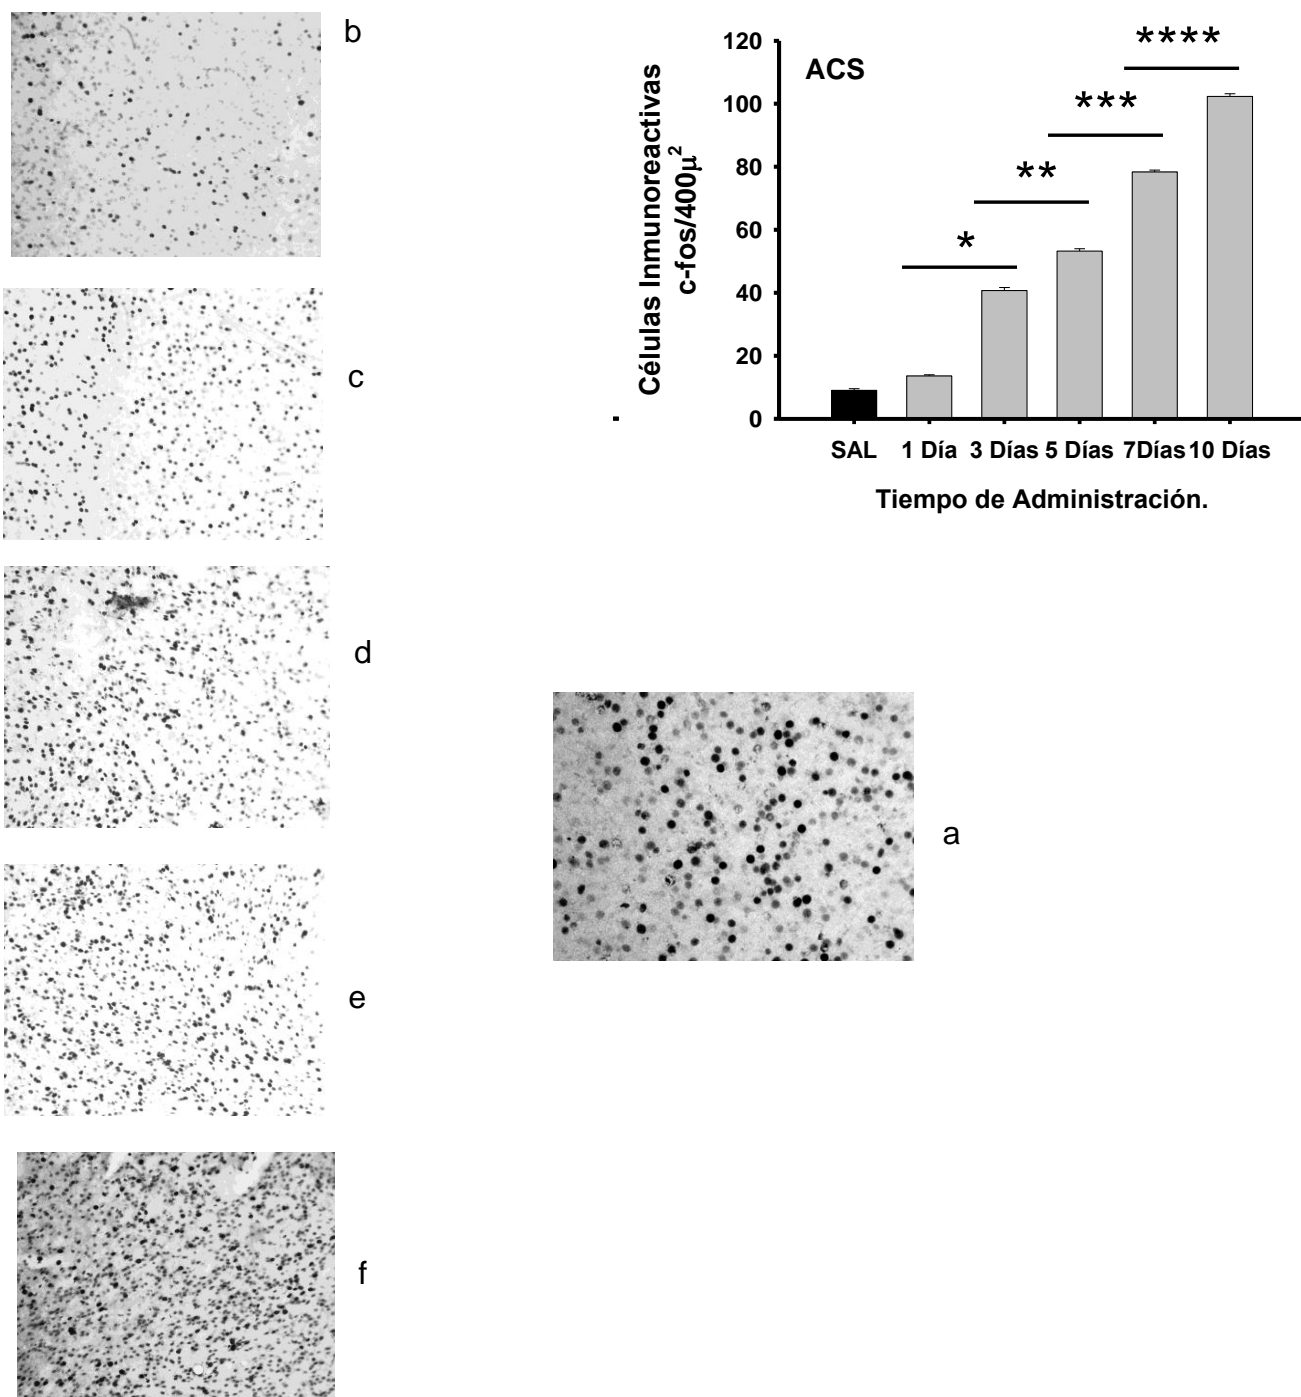 b
c
d
e
f
a
ACS
Células Inmunoreactivas
c-fos/400μ²
120
100
80
60
40
20
0
*
**
***
****
SAL 1 Día 3 Días 5 Días 7Días 10 Días
Tiempo de Administración.